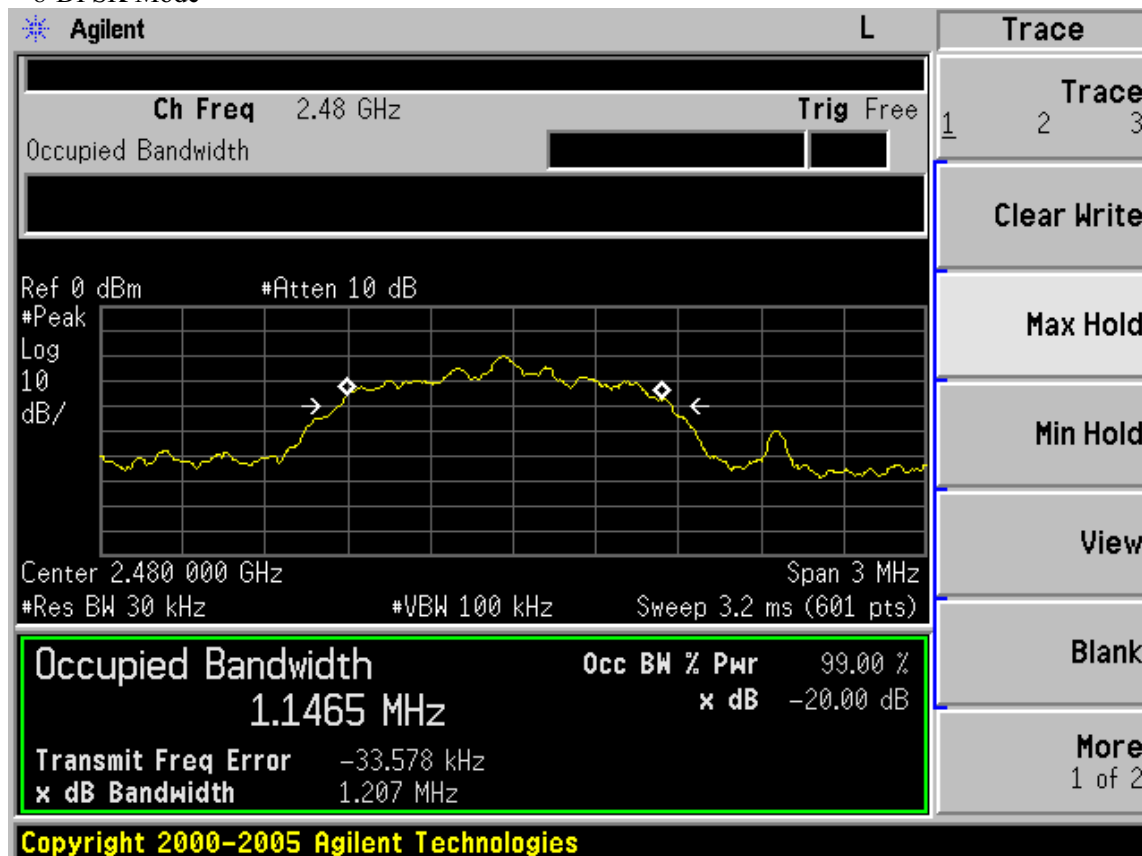 Agilent L Trace
Ch Freq 2.48 GHz Trig Free
Occupied Bandwidth
Trace
1 2 3
Clear Write
Max Hold
Min Hold
View
Blank
More
1 of 2
Ref 0 dBm #Atten 10 dB
#Peak
Log
10
dB/
Center 2.480 000 GHz Span 3 MHz
#Res BW 30 kHz #VBW 100 kHz Sweep 3.2 ms (601 pts)
Occupied Bandwidth Occ BW % Pwr 99.00 %
1.1465 MHz x dB -20.00 dB
Transmit Freq Error -33.578 kHz
x dB Bandwidth 1.207 MHz
Copyright 2000-2005 Agilent Technologies